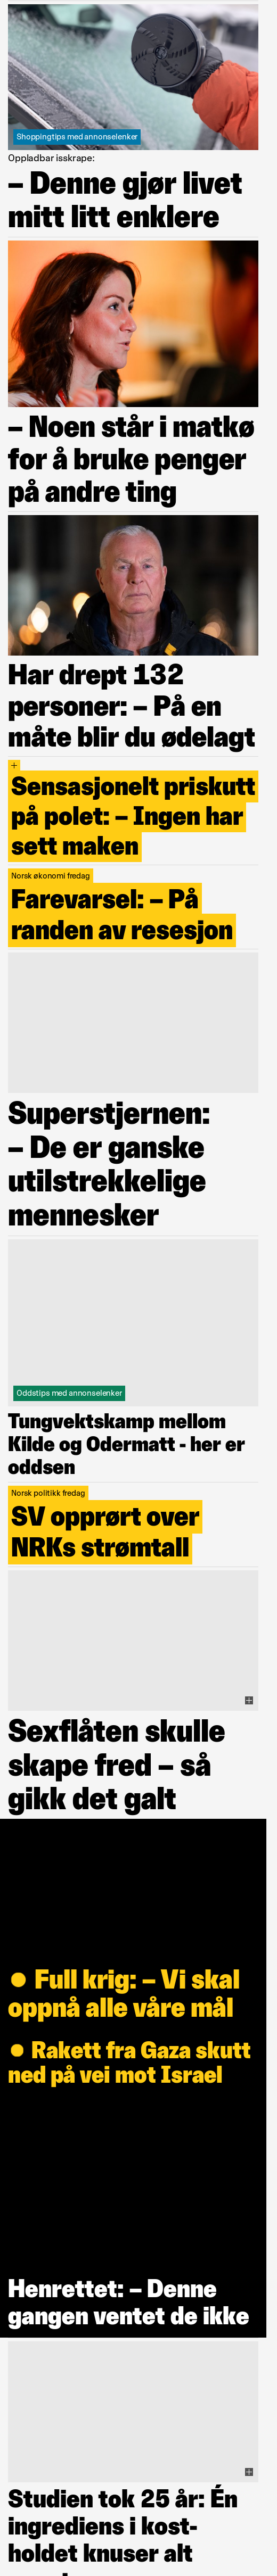 Shoppingtips med annonselenker
Oppladbar isskrape:
– Denne gjør livet
mitt litt enklere
– Noen står i matkø
for å bruke penger
på andre ting
Har drept 132
personer: – På en
måte blir du ødelagt
Sensasjonelt priskutt
på polet: – Ingen har
sett maken
Norsk økonomi fredag
Farevarsel: – På
randen av resesjon
Superstjernen:
– De er ganske
utilstrekkelige
mennesker
Oddstips med annonselenker
Tungvektskamp mellom
Kilde og Odermatt - her er
oddsen
Norsk politikk fredag
SV opprørt over
NRKs strømtall
Sexflåten skulle
skape fred – så
gikk det galt
● Full krig: – Vi skal
oppnå alle våre mål
● Rakett fra Gaza skutt
ned på vei mot Israel
Henrettet: – Denne
gangen ventet de ikke
Studien tok 25 år: Én
ingrediens i kost-
holdet knuser alt